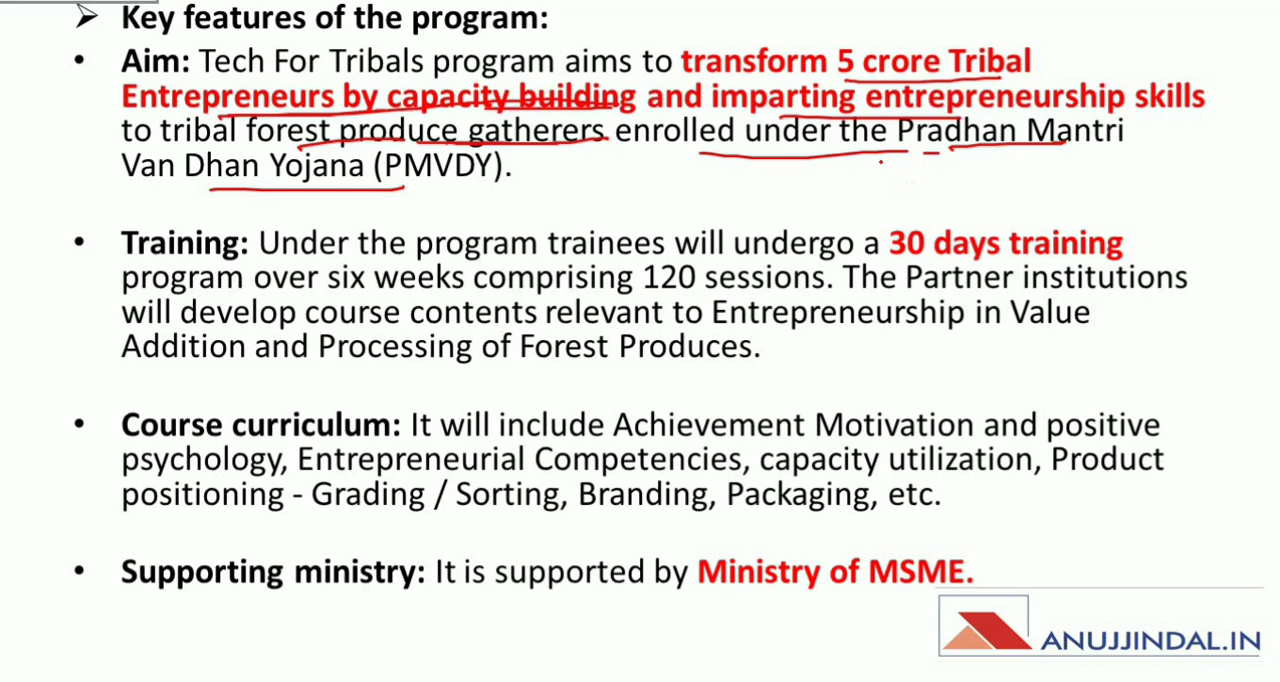 ➤ Key features of the program:
• Aim: Tech For Tribals program aims to transform 5 crore Tribal
Entrepreneurs by capacity building and imparting entrepreneurship skills
to tribal forest produce gatherers enrolled under the Pradhan Mantri
Van Dhan Yojana (PMVDY).
• Training: Under the program trainees will undergo a 30 days training
program over six weeks comprising 120 sessions. The Partner institutions
will develop course contents relevant to Entrepreneurship in Value
Addition and Processing of Forest Produces.
• Course curriculum: It will include Achievement Motivation and positive
psychology, Entrepreneurial Competencies, capacity utilization, Product
positioning - Grading / Sorting, Branding, Packaging, etc.
• Supporting ministry: It is supported by Ministry of MSME.
ANUJJINDAL.IN